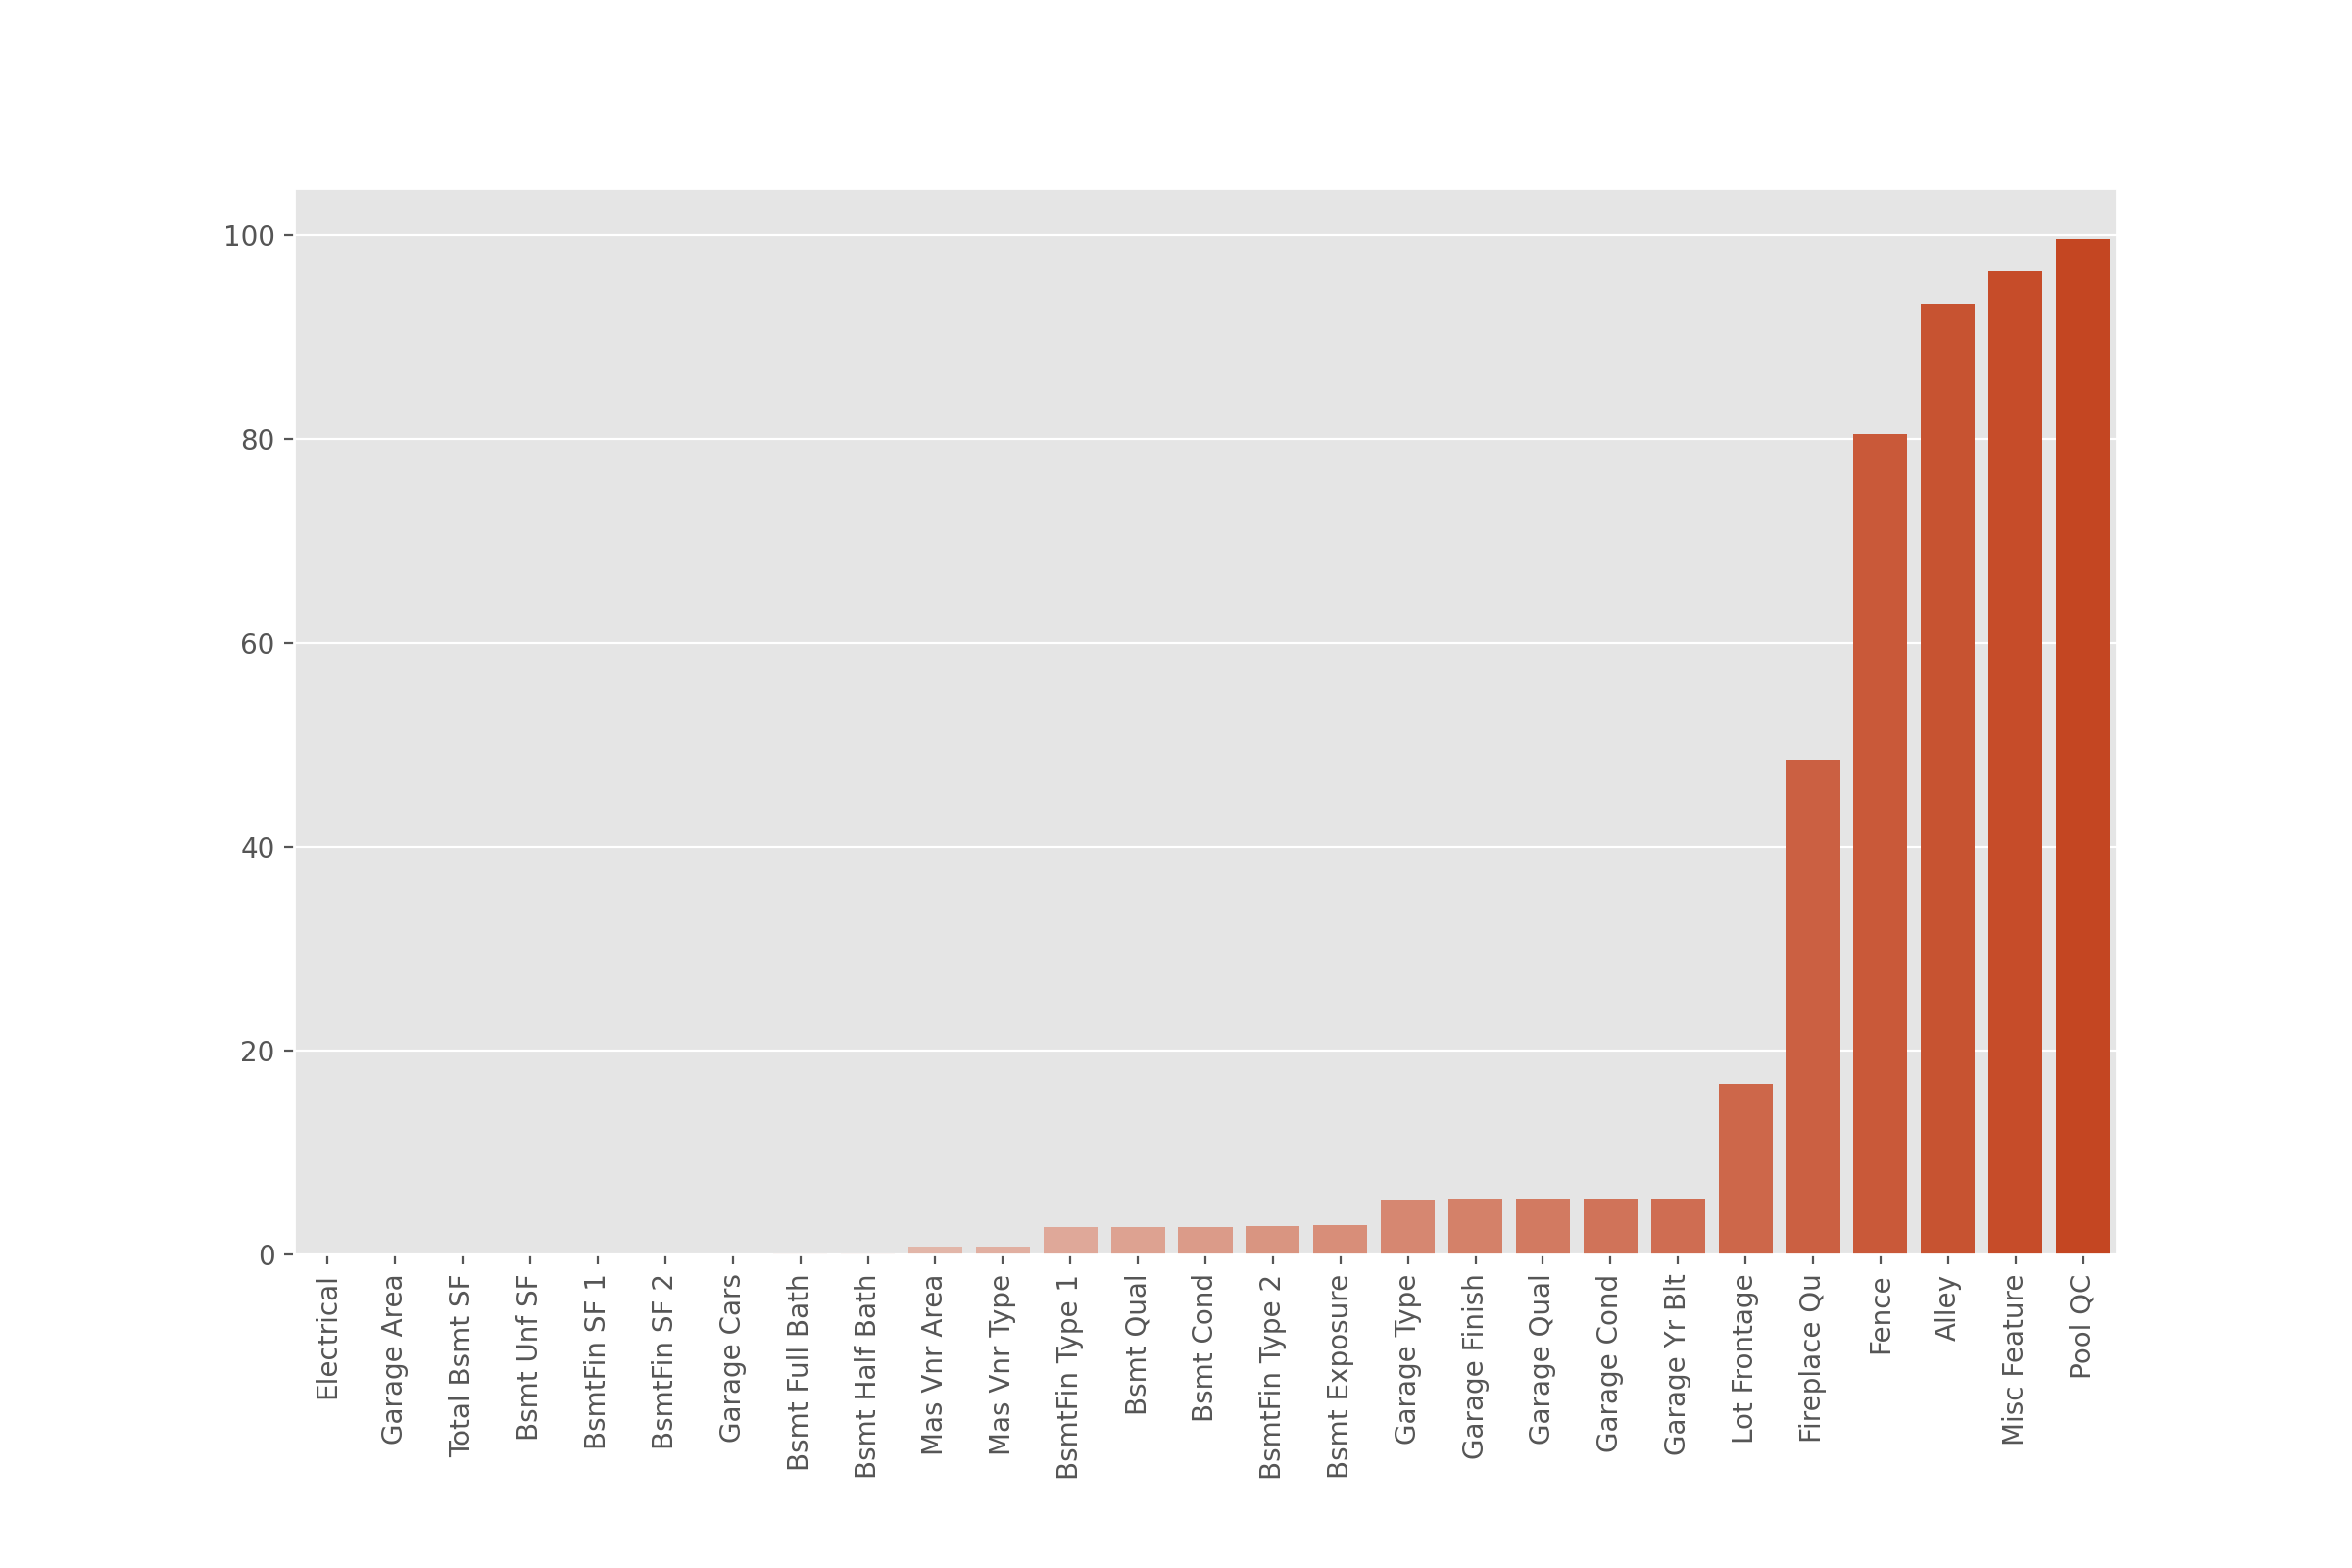 100
80
60
40
20
0
Electrical
Garage Area
Total Bsmt SF
Bsmt Unf SF
BsmtFin SF 1
BsmtFin SF 2
Garage Cars
Bsmt Full Bath
Bsmt Half Bath
Mas Vnr Area
Mas Vnr Type
BsmtFin Type 1
Bsmt Qual
Bsmt Cond
BsmtFin Type 2
Bsmt Exposure
Garage Type
Garage Finish
Garage Qual
Garage Cond
Garage Yr Blt
Lot Frontage
Fireplace Qu
Fence
Alley
Misc Feature
Pool QC